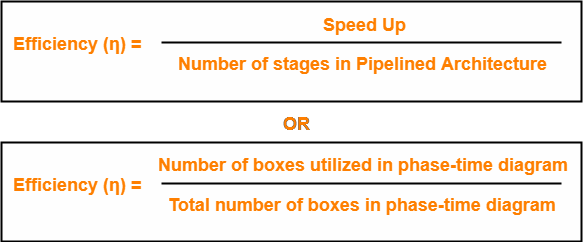 Speed Up
Efficiency (η) =
Number of stages in Pipelined Architecture
OR
Number of boxes utilized in phase-time diagram
Efficiency (η) =
Total number of boxes in phase-time diagram